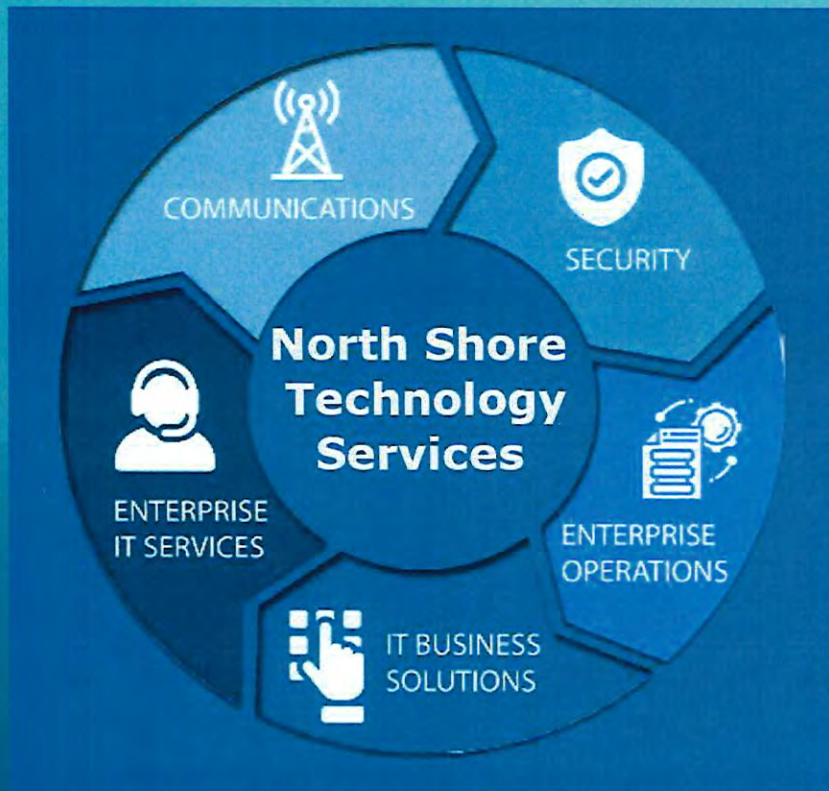 COMMUNICATIONS
SECURITY
North Shore
Technology
Services
ENTERPRISE
IT SERVICES
ENTERPRISE
OPERATIONS
IT BUSINESS
SOLUTIONS